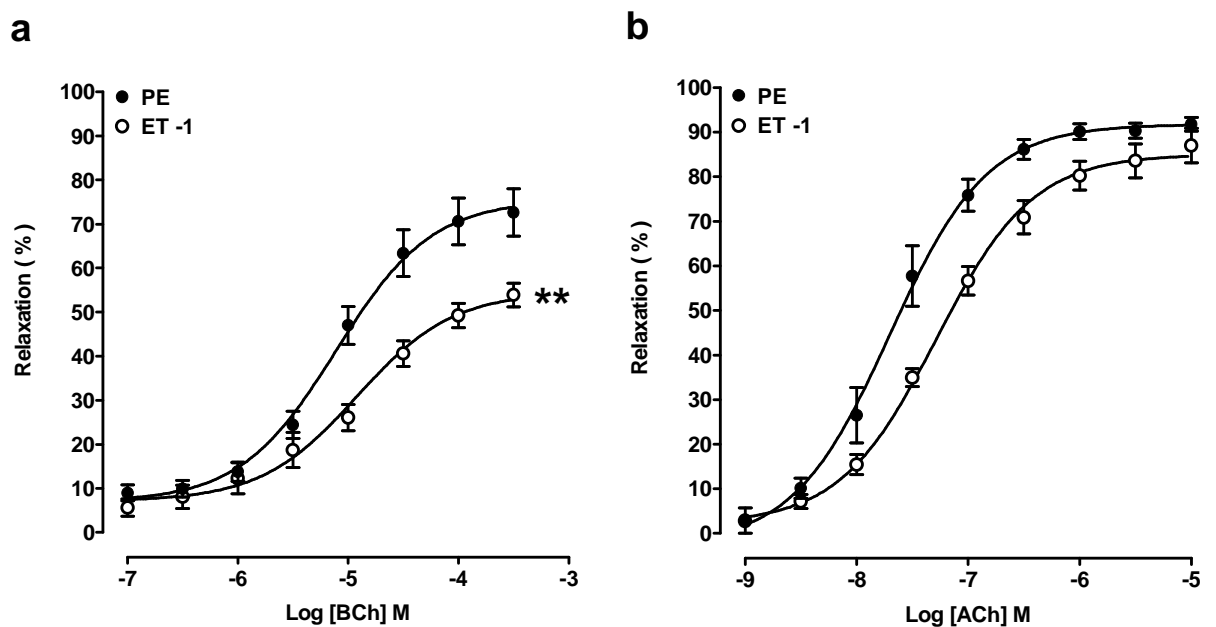 a
PE
ET -1
100
90
80
70
60
50
40
30
20
10
0
Relaxation ( % )
**
-7 -6 -5 -4 -3
Log [BCh] M
b
PE
ET -1
100
90
80
70
60
50
40
30
20
10
0
Relaxation ( % )
-9 -8 -7 -6 -5
Log [ACh] M